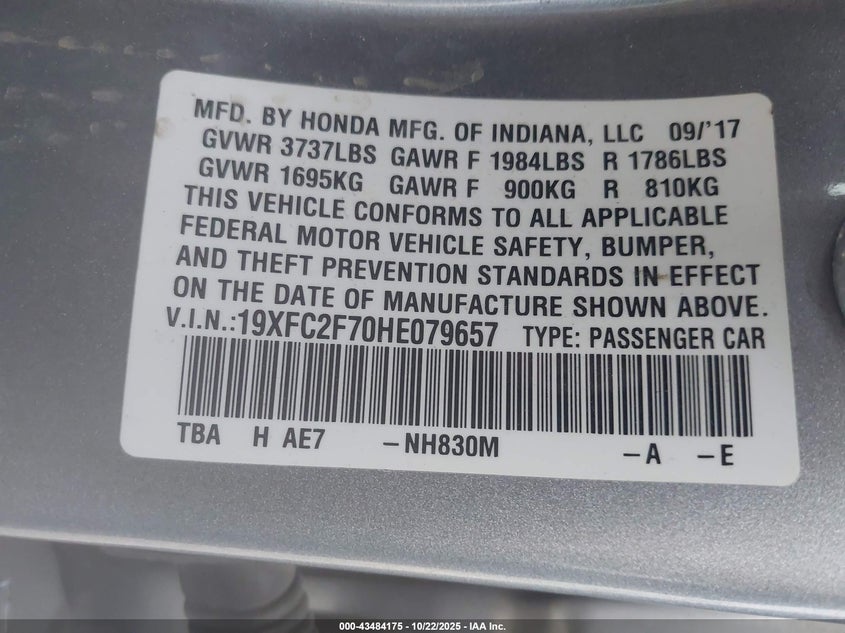 MFD. BY HONDA MFG. OF INDIANA, LLC 09/'17
GVWR 3737LBS GAWR F 1984LBS R 1786LBS
GVWR 1695KG GAWR F 900KG R 810KG
THIS VEHICLE CONFORMS TO ALL APPLICABLE
FEDERAL MOTOR VEHICLE SAFETY, BUMPER,
AND THEFT PREVENTION STANDARDS IN EFFECT
ON THE DATE OF MANUFACTURE SHOWN ABOVE.
V.I.N.:19XFC2F70HE079657 TYPE: PASSENGER CAR
TBA H AE7 –NH830M –A –E
000-43484175 - 10/22/2025 - IAA Inc.